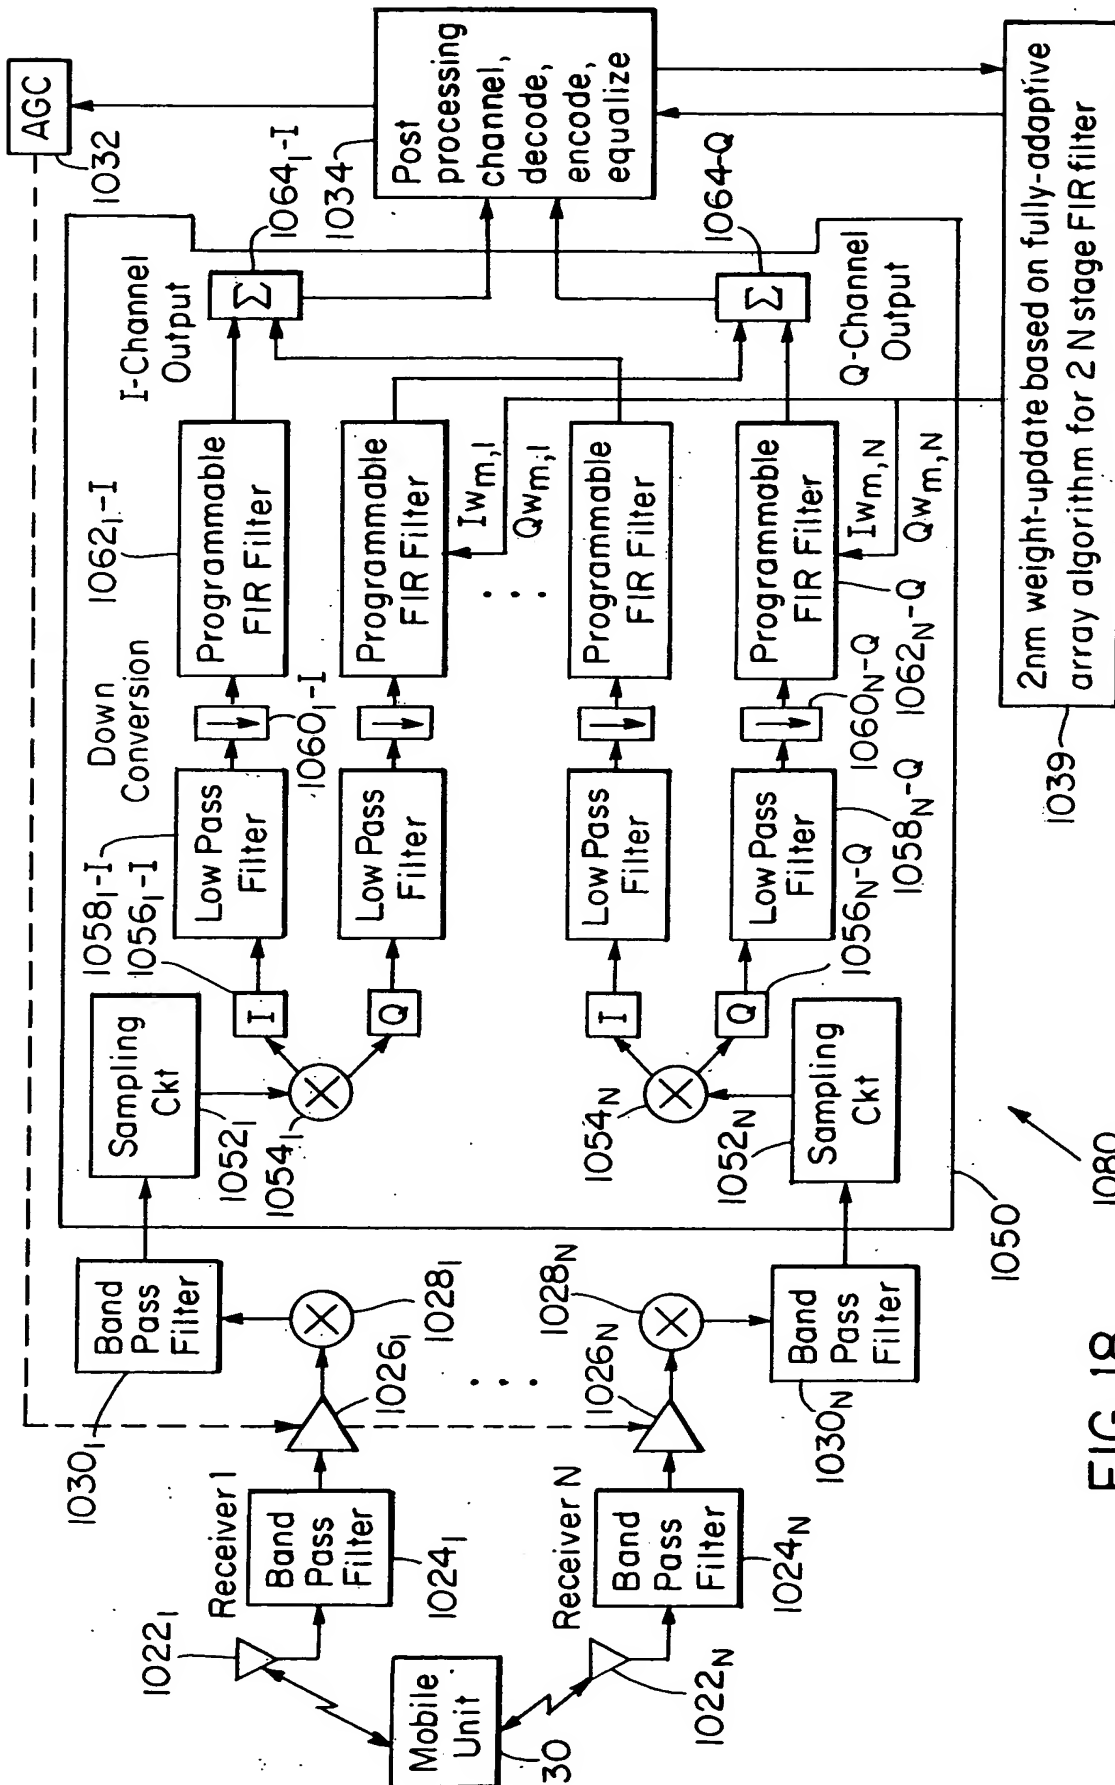 AGC
1032
Post
processing
channel,
decode,
encode,
equalize
1034
1064₁-I
I-Channel
Output
Σ
1064-Q
Σ
Q-Channel
Output
1062₁-I
Programmable
FIR Filter
Programmable
FIR Filter
Iwm,1
Qwm,1
. . .
Programmable
FIR Filter
Programmable
FIR Filter
Iwm,N
Qwm,N
1062N-Q
Down
Conversion
1060₁-I
1060N-Q
1058₁-I
1056₁-I
Low Pass
Filter
Low Pass
Filter
Low Pass
Filter
Low Pass
Filter
1058N-Q
1056N-Q
I
Q
I
Q
Sampling
Ckt
1052₁
1054₁
1054N
1052N
Sampling
Ckt
1050
1080
2nm weight-update based on fully-adaptive
array algorithm for 2 N stage FIR filter
1039
Band
Pass
Filter
1030₁
1028₁
1026₁
. . .
1028N
1026N
Band
Pass
Filter
1030N
Receiver 1
Band
Pass
Filter
1024₁
1022₁
Receiver N
Band
Pass
Filter
1024N
1022N
Mobile
Unit
30
FIG. 18